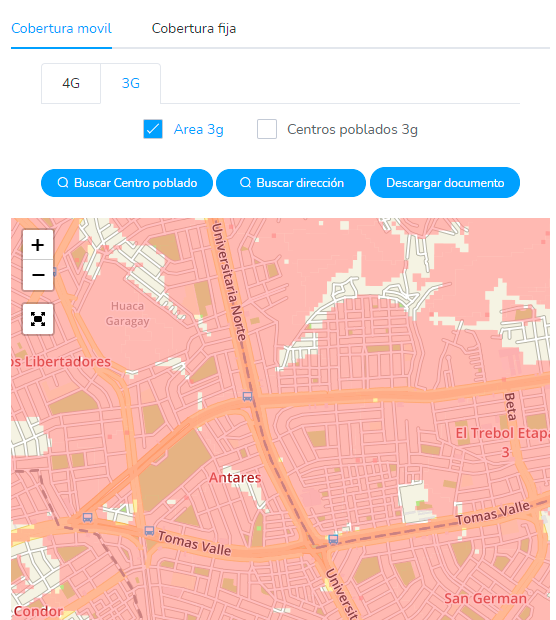 Cobertura movil Cobertura fija
4G 3G
Area 3g Centros poblados 3g
Buscar Centro poblado Buscar dirección Descargar documento
+
−
Universitaria Norte
Huaca
Garagay
os Libertadores
Beta
El Trebol Etapa
3
Antares
Tomas Valle
Tomas Valle
Universit
San German
Condor